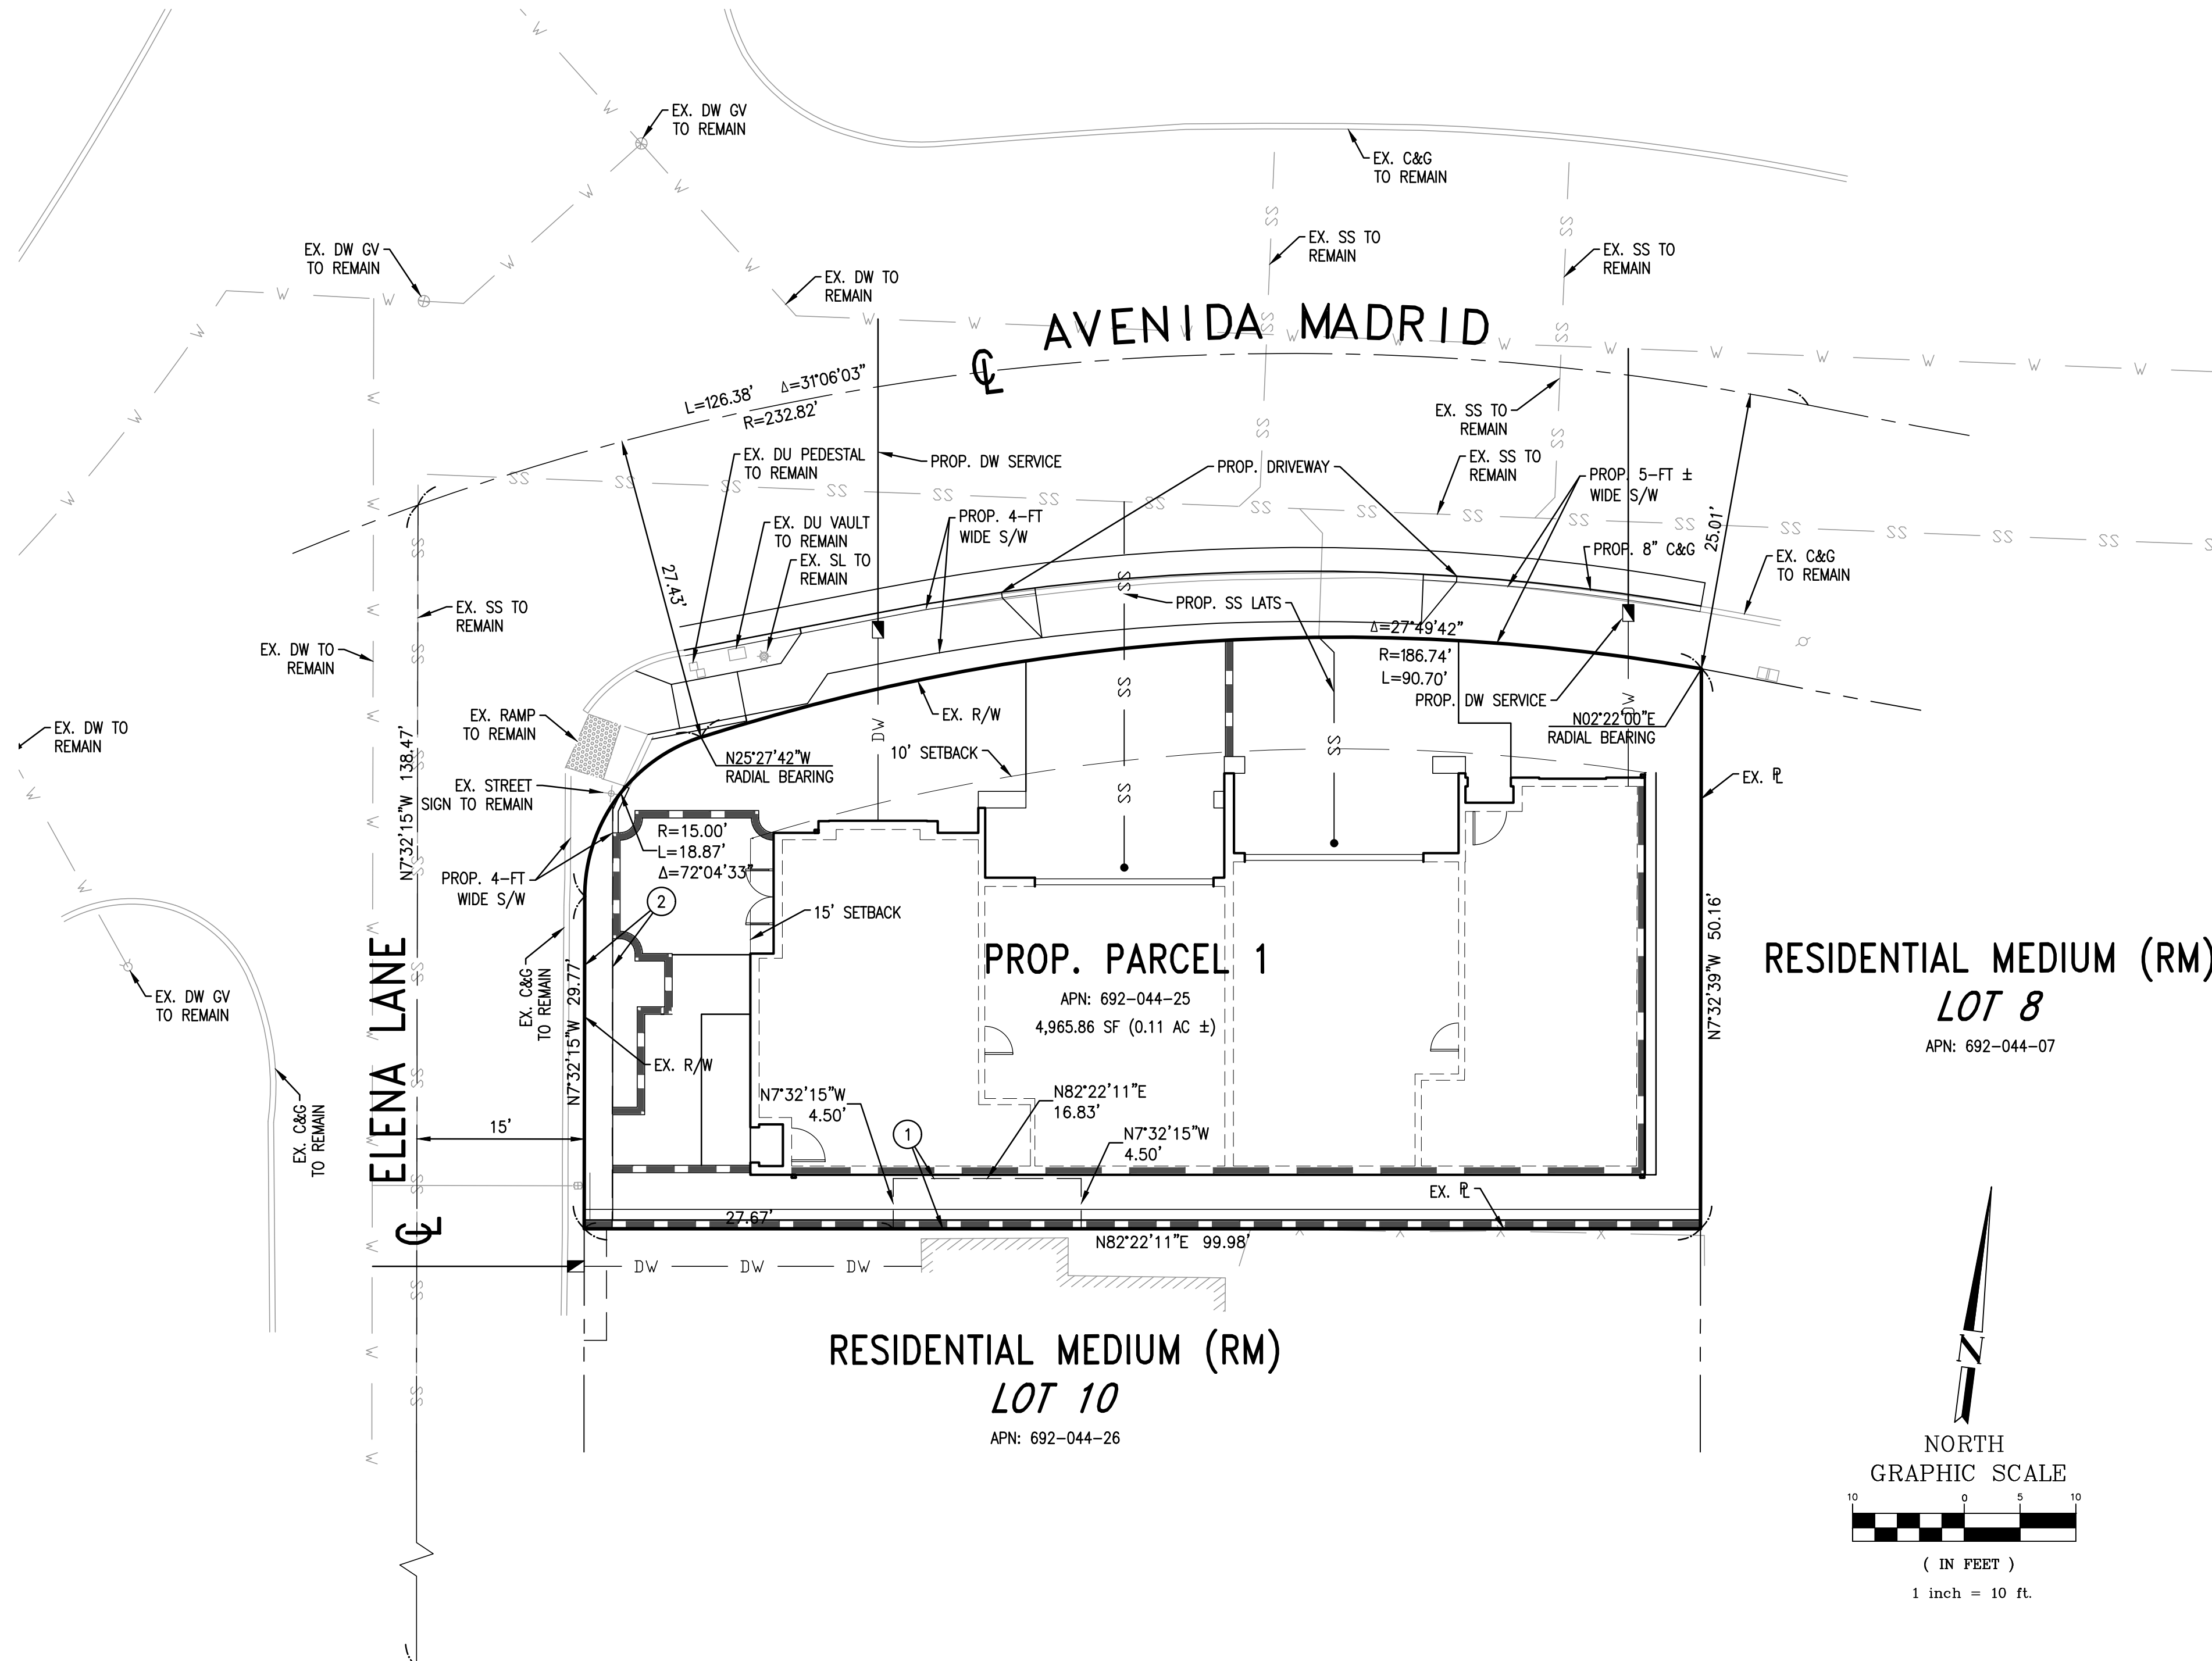 EX. DW GV
TO REMAIN
EX. C&G
TO REMAIN
EX. DW GV
TO REMAIN
EX. DW TO
REMAIN
EX. SS TO
REMAIN
EX. SS TO
REMAIN
AVENIDA MADRID
L=126.38' Δ=31°06'03"
R=232.82'
CL
EX. DU PEDESTAL
TO REMAIN
PROP. DW SERVICE
PROP. DRIVEWAY
EX. SS TO
REMAIN
EX. SS TO
REMAIN
PROP. 5-FT ±
WIDE S/W
25.01'
27.43'
EX. DU VAULT
TO REMAIN
EX. SL TO
REMAIN
PROP. 4-FT
WIDE S/W
PROP. 8" C&G
EX. C&G
TO REMAIN
EX. SS TO
REMAIN
EX. DW TO
REMAIN
PROP. SS LATS
Δ=27°49'42"
R=186.74'
L=90.70'
PROP. DW SERVICE
N02°22'00"E
RADIAL BEARING
EX. DW TO
REMAIN
EX. RAMP
TO REMAIN
EX. R/W
N25°27'42"W
RADIAL BEARING
10' SETBACK
EX. PL
N7°32'15"W 138.47'
EX. STREET
SIGN TO REMAIN
R=15.00'
L=18.87'
Δ=72°04'33"
PROP. 4-FT
WIDE S/W
2
15' SETBACK
PROP. PARCEL 1
APN: 692-044-25
4,965.86 SF (0.11 AC ±)
N7°32'39"W 50.16'
RESIDENTIAL MEDIUM (RM)
LOT 8
APN: 692-044-07
EX. DW GV
TO REMAIN
EX. C&G
TO REMAIN
ELENA LANE
CL
EX. C&G
TO REMAIN
N7°32'15"W 29.77'
EX. R/W
15'
N7°32'15"W
4.50'
1
N82°22'11"E
16.83'
N7°32'15"W
4.50'
EX. PL
27.67'
N82°22'11"E 99.98'
DW DW DW
DW
DW
W
SS
RESIDENTIAL MEDIUM (RM)
LOT 10
APN: 692-044-26
N
NORTH
GRAPHIC SCALE
10 0 5 10
( IN FEET )
1 inch = 10 ft.